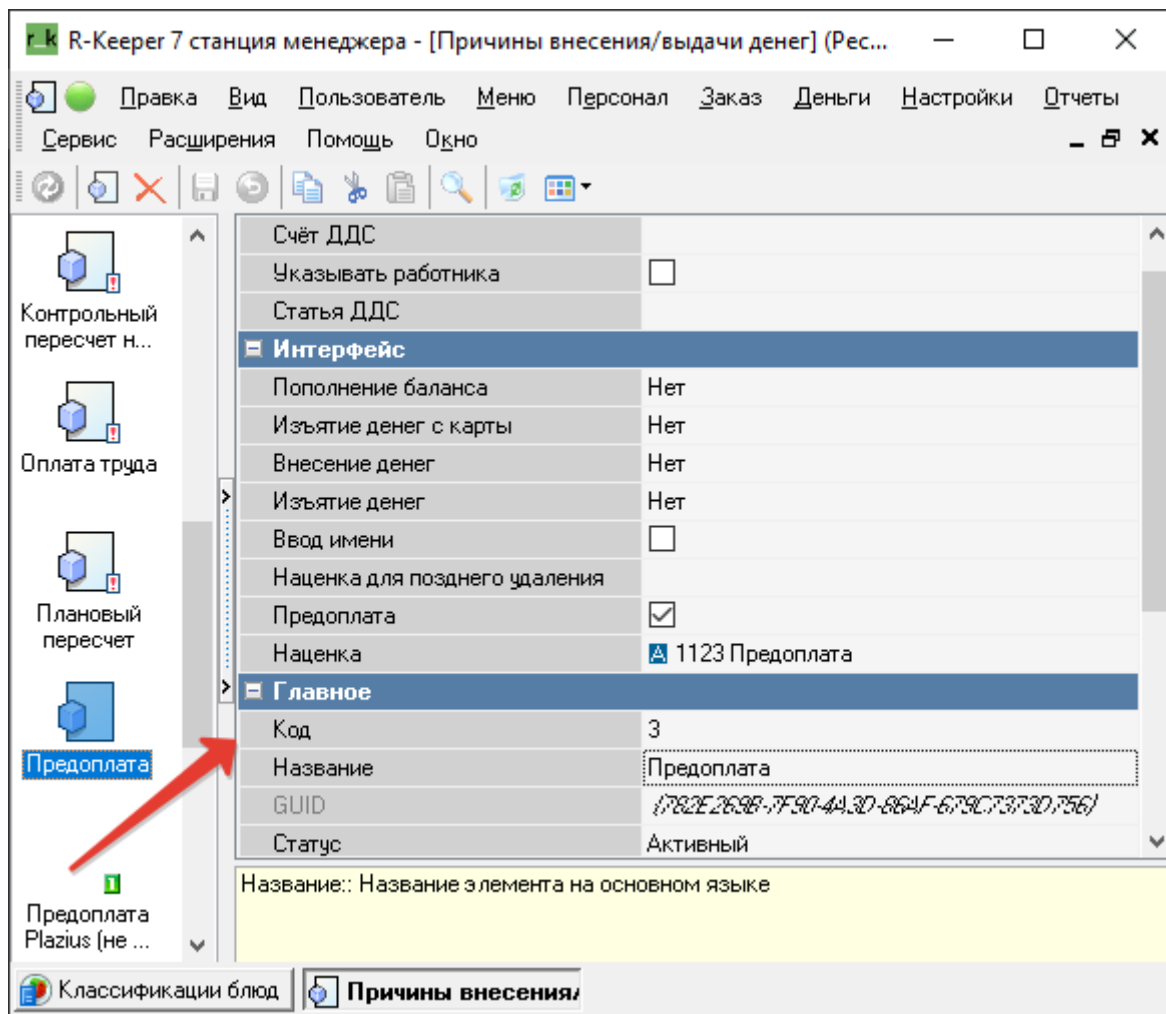 r_k R-Keeper 7 станция менеджера - [Причины внесения/выдачи денег] (Рес...
Правка Вид Пользователь Меню Персонал Заказ Деньги Настройки Отчеты
Сервис Расширения Помощь Окно
Контрольный
пересчет н...
Оплата труда
Плановый
пересчет
Предоплата
1
Предоплата
Plazius (не ...
Счёт ДДС
Указывать работника
Статья ДДС
Интерфейс
Пополнение баланса Нет
Изъятие денег с карты Нет
Внесение денег Нет
Изъятие денег Нет
Ввод имени
Наценка для позднего удаления
Предоплата
Наценка A 1123 Предоплата
Главное
Код 3
Название Предоплата
GUID {782E269B-7F90-4A3D-86AF-679C7373D756}
Статус Активный
Название:: Название элемента на основном языке
Классификации блюд Причины внесения/